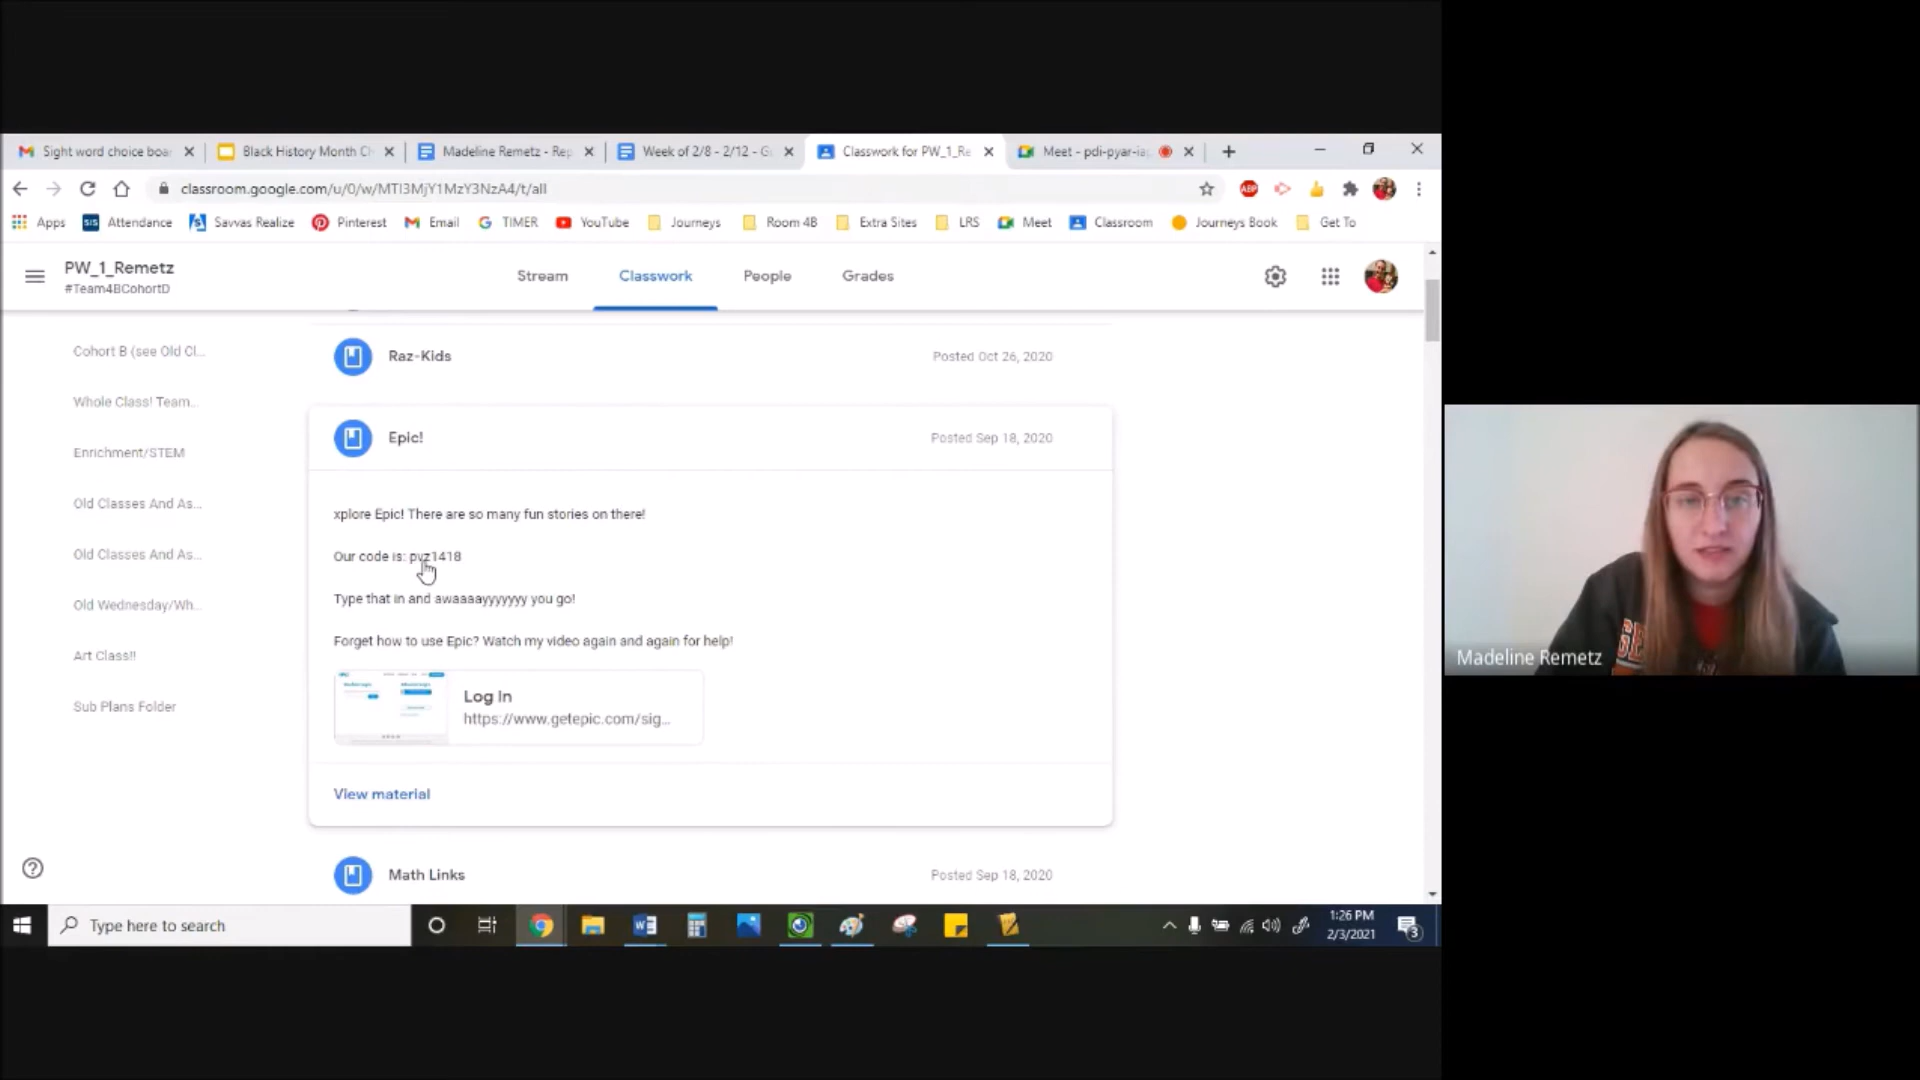 Sight word choice boa
Black History Month C
Madeline Remetz - Rep
Week of 2/8 - 2/12 - G
Classwork for PW_1_Re
Meet - pdi-pyar-ia
classroom.google.com/u/0/w/MTI3MjY1MzY3NzA4/t/all
ABP
Apps
SIS Attendance
Savvas Realize
Pinterest
Email
TIMER
YouTube
Journeys
Room 4B
Extra Sites
LRS
Meet
Classroom
Journeys Book
Get To
PW_1_Remetz
#Team4BCohortD
Stream
Classwork
People
Grades
Cohort B (see Old Cl...
Whole Class! Team...
Enrichment/STEM
Old Classes And As...
Old Classes And As...
Old Wednesday/Wh...
Art Class!!
Sub Plans Folder
Raz-Kids
Posted Oct 26, 2020
Epic!
Posted Sep 18, 2020
xplore Epic! There are so many fun stories on there!
Our code is: pvz1418
Type that in and awaaaayyyyyyy you go!
Forget how to use Epic? Watch my video again and again for help!
Log In
https://www.getepic.com/sig...
View material
Math Links
Posted Sep 18, 2020
Type here to search
1:26 PM
2/3/2021
3
Madeline Remetz